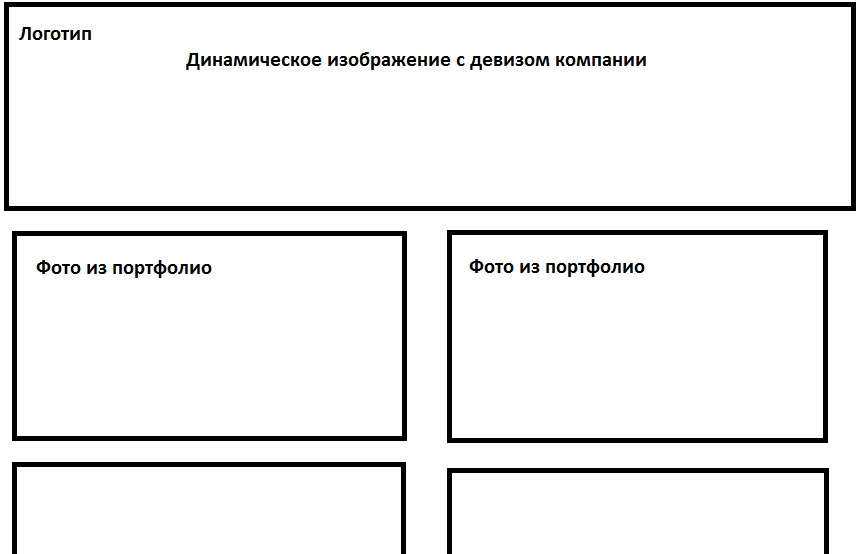 Логотип
Динамическое изображение с девизом компании
Фото из портфолио
Фото из портфолио